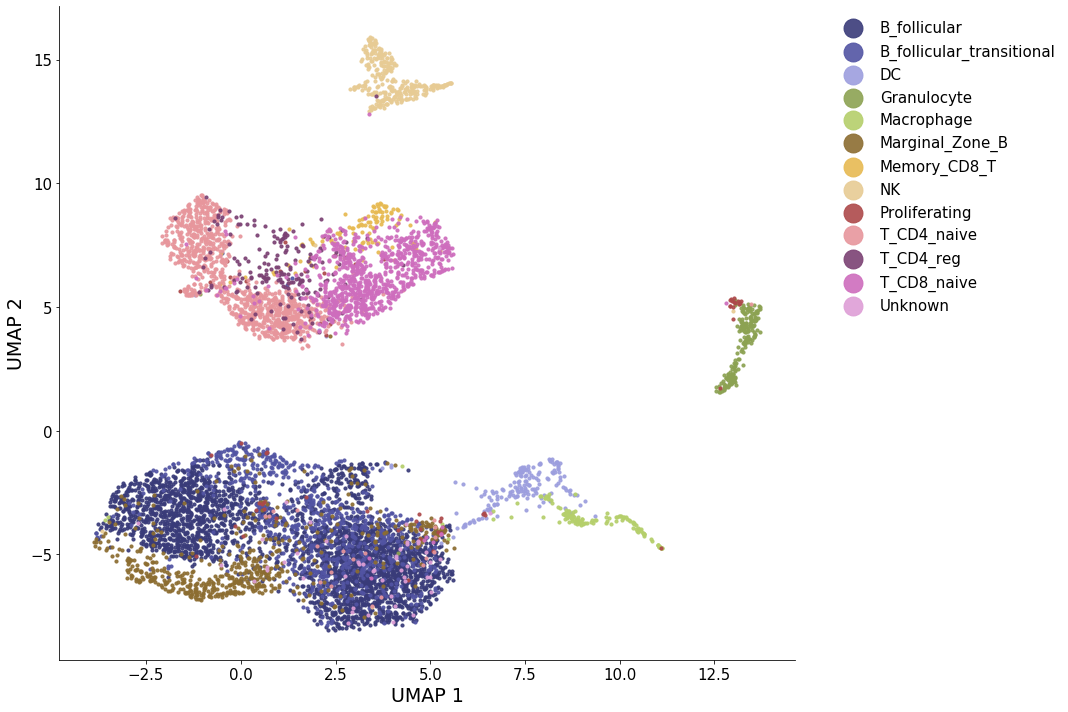 B_follicular
B_follicular_transitional
DC
Granulocyte
Macrophage
Marginal_Zone_B
Memory_CD8_T
NK
Proliferating
T_CD4_naive
T_CD4_reg
T_CD8_naive
Unknown
UMAP 2
15
10
5
0
−5
−2.5 0.0 2.5 5.0 7.5 10.0 12.5
UMAP 1